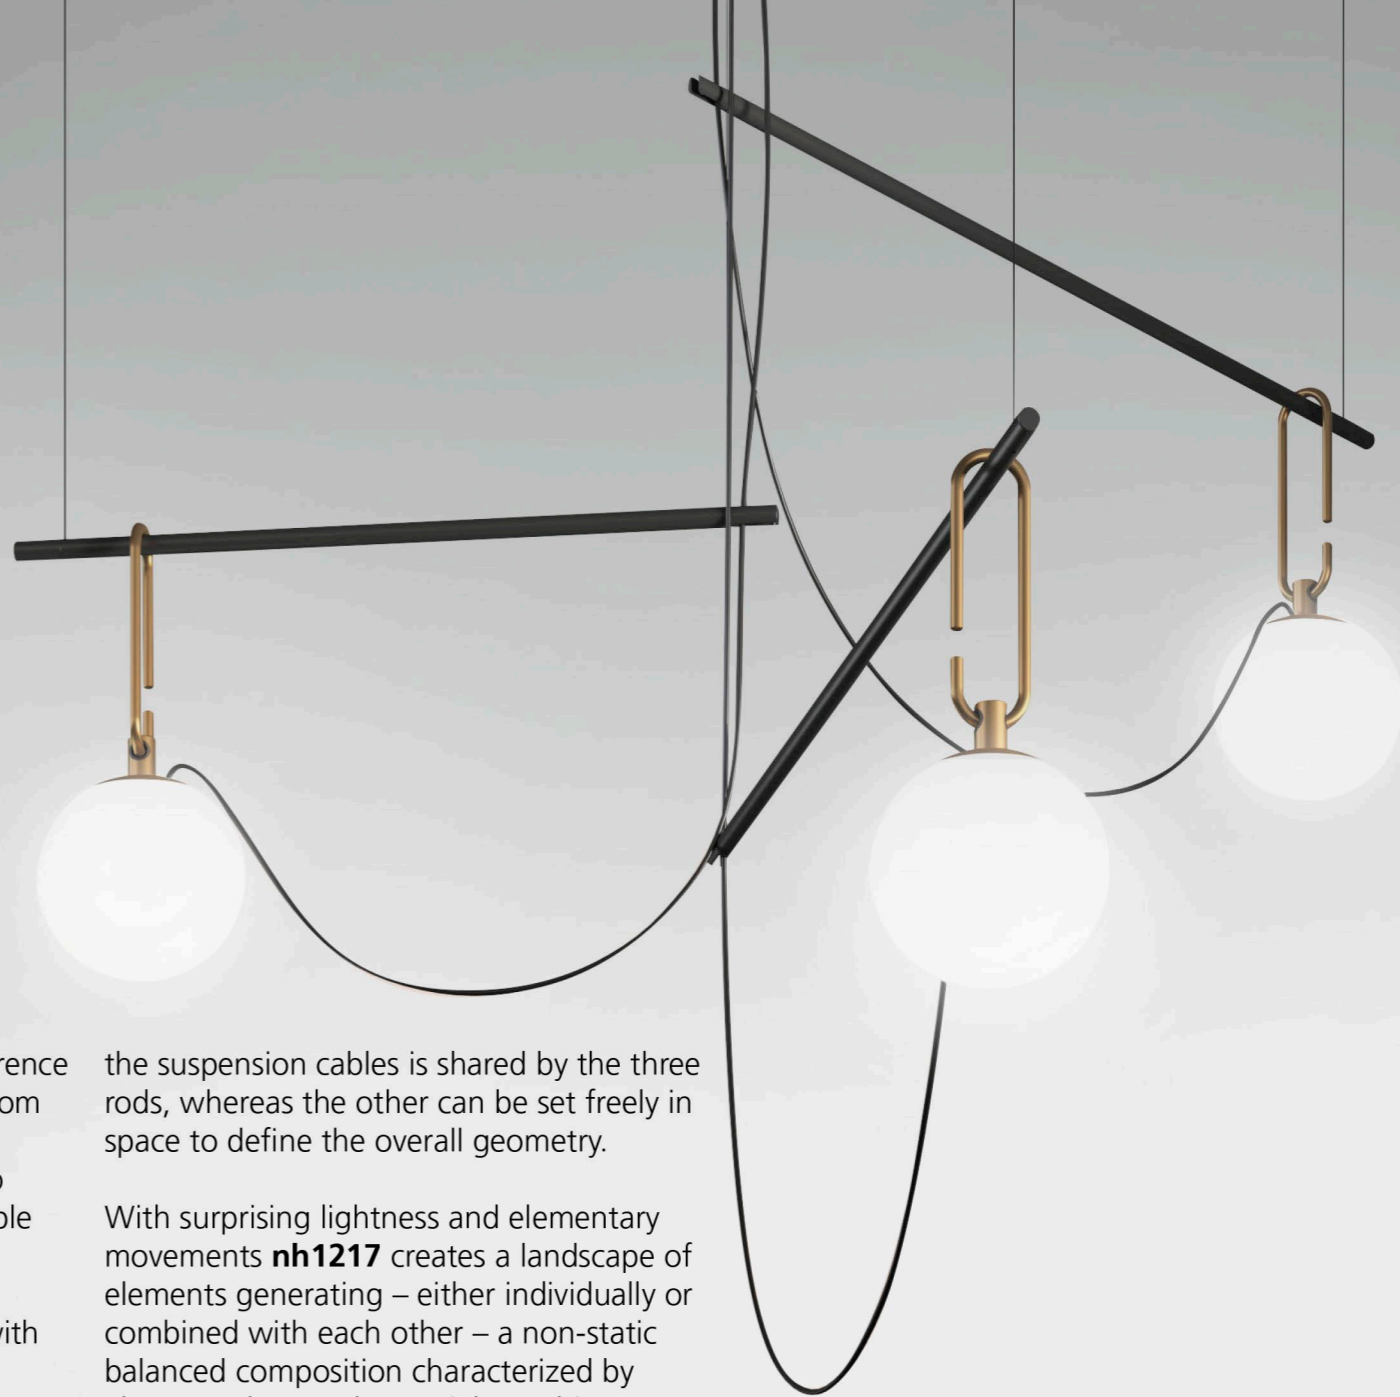 om
with
the suspension cables is shared by the three
rods, whereas the other can be set freely in
space to define the overall geometry.
With surprising lightness and elementary
movements nh1217 creates a landscape of
elements generating – either individually or
combined with each other – a non-static
balanced composition characterized by